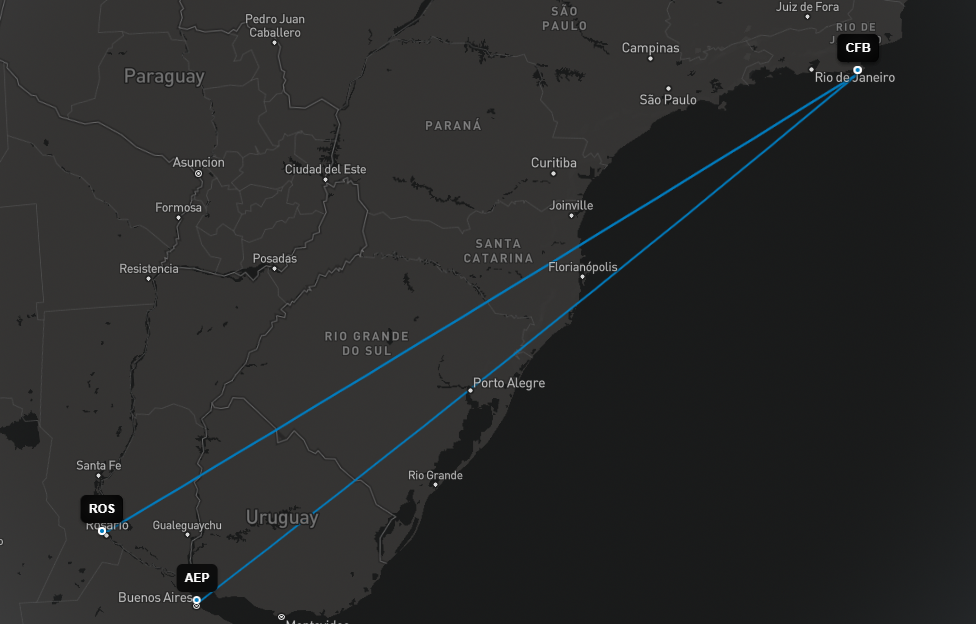 SÃO
PAULO
Juiz de Fora
Pedro Juan
Caballero
RIO DE
CFB
Campinas
Rio de Janeiro
Paraguay
São Paulo
PARANÁ
Asuncion
Curitiba
Ciudad del Este
Formosa
Joinville
SANTA
CATARINA
Posadas
Resistencia
Florianópolis
RIO GRANDE
DO SUL
Porto Alegre
Santa Fe
Rio Grande
ROS
Rosario
Gualeguaychu
Uruguay
AEP
Buenos Aires
Montevideo